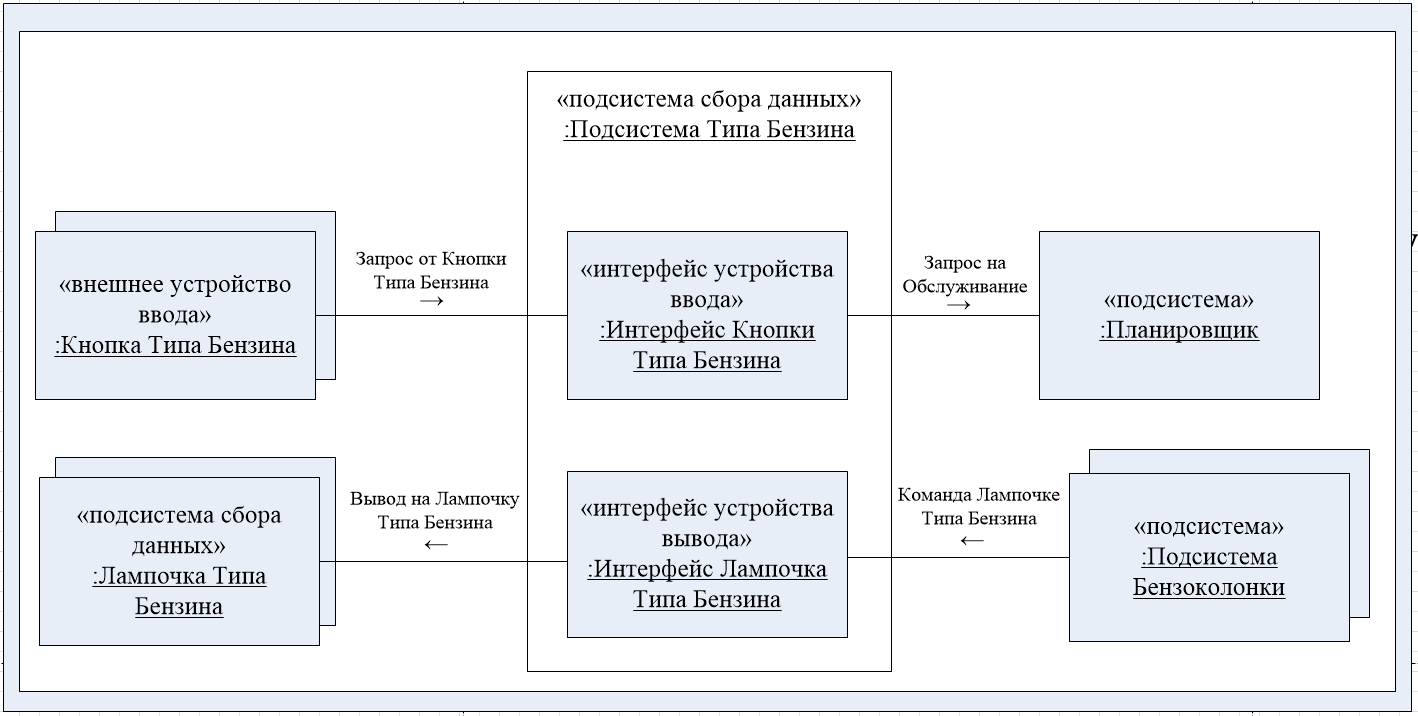 «подсистема сбора данных»
:Подсистема Типа Бензина
«внешнее устройство
ввода»
:Кнопка Типа Бензина
Запрос от Кнопки
Типа Бензина
→
«интерфейс устройства
ввода»
:Интерфейс Кнопки
Типа Бензина
Запрос на
Обслуживание
→
«подсистема»
:Планировщик
«подсистема сбора
данных»
:Лампочка Типа
Бензина
Вывод на Лампочку
Типа Бензина
←
«интерфейс устройства
вывода»
:Интерфейс Лампочка
Типа Бензина
Команда Лампочке
Типа Бензина
←
«подсистема»
:Подсистема
Бензоколонки